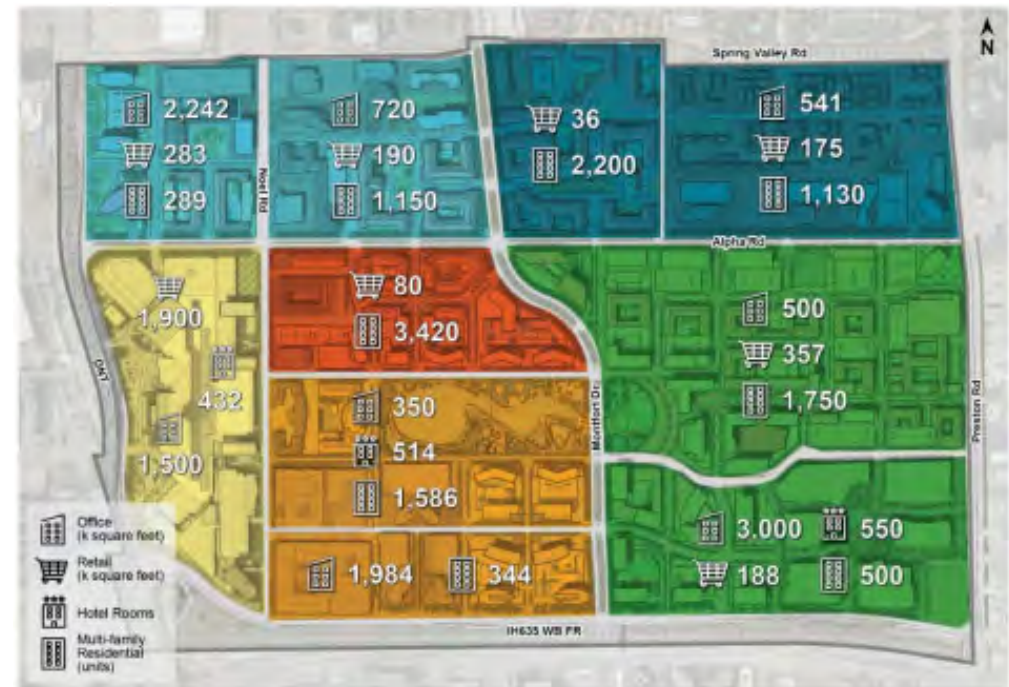 N
Spring Valley Rd
2,242
283
289
Noel Rd
720
190
1,150
36
2,200
541
175
1,130
Alpha Rd
1,900
432
1,500
DNT
80
3,420
Montfort Dr.
500
357
1,750
Preston Rd
350
514
1,586
1,984
344
3.000
550
188
500
IH635 WB FR
Office
(k square feet)
Retail
(k square feet)
Hotel Rooms
Multi-family
Residential
(units)